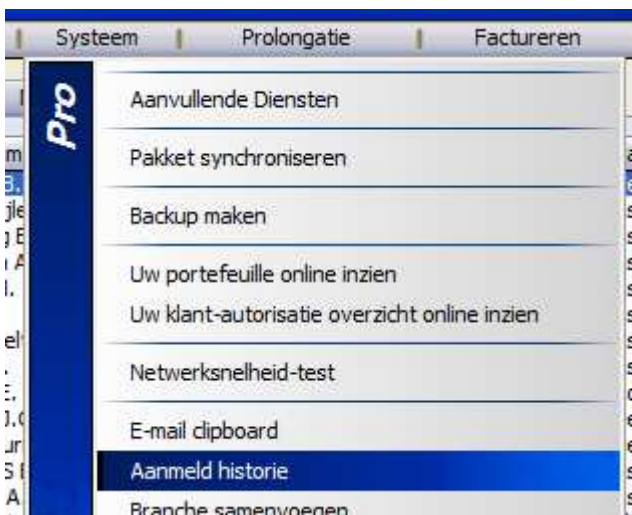 Systeem Prolongatie Factureren
Pro
Aanvullende Diensten
Pakket synchroniseren
Backup maken
Uw portefeuille online inzien
Uw klant-autorisatie overzicht online inzien
Netwerksnelheid-test
E-mail clipboard
Aanmeld historie
Branche samenvoegen